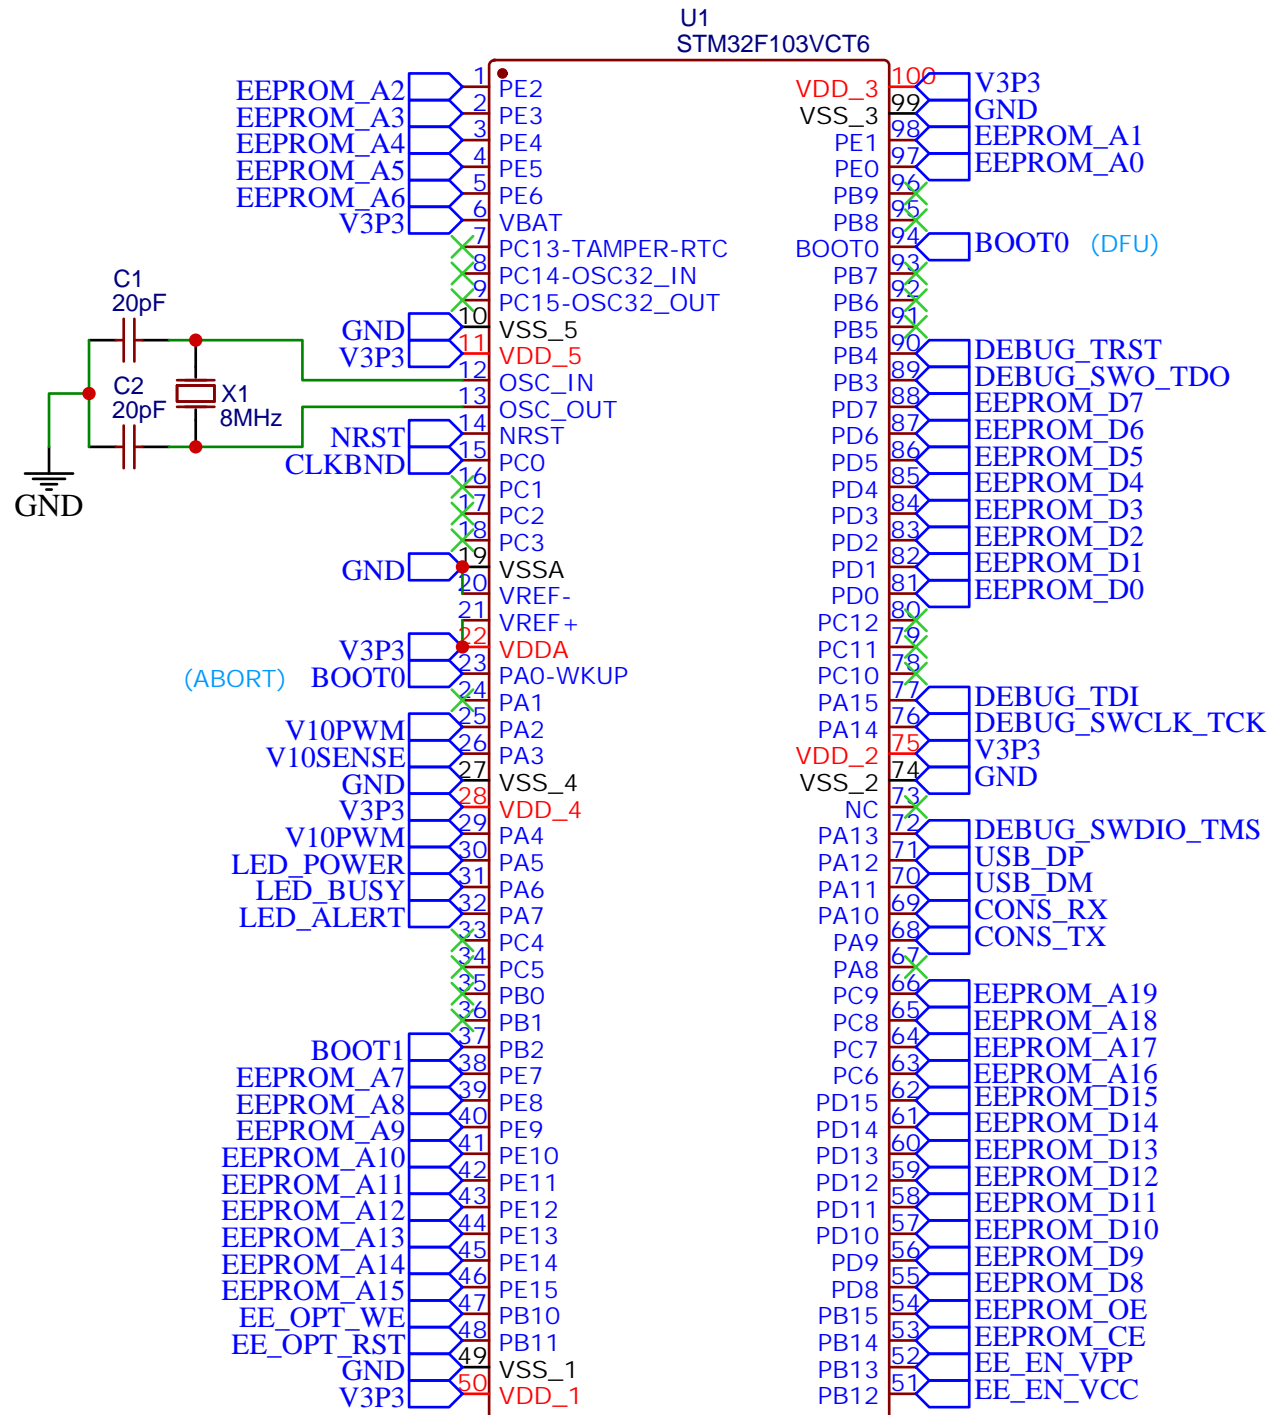 U1
STM32F103VCT6
EEPROM_A2 1 PE2 VDD_3 100 V3P3
EEPROM_A3 2 PE3 VSS_3 99 GND
EEPROM_A4 3 PE4 PE1 98 EEPROM_A1
EEPROM_A5 4 PE5 PE0 97 EEPROM_A0
EEPROM_A6 5 PE6 PB9 96
V3P3 6 VBAT PB8 95
7 PC13-TAMPER-RTC BOOT0 94 BOOT0 (DFU)
8 PC14-OSC32_IN PB7 93
9 PC15-OSC32_OUT PB6 92
GND 10 VSS_5 PB5 91
V3P3 11 VDD_5 PB4 90 DEBUG_TRST
12 OSC_IN PB3 89 DEBUG_SWO_TDO
13 OSC_OUT PD7 88 EEPROM_D7
NRST 14 NRST PD6 87 EEPROM_D6
CLKBND 15 PC0 PD5 86 EEPROM_D5
16 PC1 PD4 85 EEPROM_D4
17 PC2 PD3 84 EEPROM_D3
18 PC3 PD2 83 EEPROM_D2
GND 19 VSSA PD1 82 EEPROM_D1
20 VREF- PD0 81 EEPROM_D0
21 VREF+ PC12 80
V3P3 22 VDDA PC11 79
(ABORT) BOOT0 23 PA0-WKUP PC10 78
24 PA1 PA15 77 DEBUG_TDI
V10PWM 25 PA2 PA14 76 DEBUG_SWCLK_TCK
V10SENSE 26 PA3 VDD_2 75 V3P3
GND 27 VSS_4 VSS_2 74 GND
V3P3 28 VDD_4 NC 73
V10PWM 29 PA4 PA13 72 DEBUG_SWDIO_TMS
LED_POWER 30 PA5 PA12 71 USB_DP
LED_BUSY 31 PA6 PA11 70 USB_DM
LED_ALERT 32 PA7 PA10 69 CONS_RX
33 PC4 PA9 68 CONS_TX
34 PC5 PA8 67
35 PB0 PC9 66 EEPROM_A19
36 PB1 PC8 65 EEPROM_A18
BOOT1 37 PB2 PC7 64 EEPROM_A17
EEPROM_A7 38 PE7 PC6 63 EEPROM_A16
EEPROM_A8 39 PE8 PD15 62 EEPROM_D15
EEPROM_A9 40 PE9 PD14 61 EEPROM_D14
EEPROM_A10 41 PE10 PD13 60 EEPROM_D13
EEPROM_A11 42 PE11 PD12 59 EEPROM_D12
EEPROM_A12 43 PE12 PD11 58 EEPROM_D11
EEPROM_A13 44 PE13 PD10 57 EEPROM_D10
EEPROM_A14 45 PE14 PD9 56 EEPROM_D9
EEPROM_A15 46 PE15 PD8 55 EEPROM_D8
EE_OPT_WE 47 PB10 PB15 54 EEPROM_OE
EE_OPT_RST 48 PB11 PB14 53 EEPROM_CE
GND 49 VSS_1 PB13 52 EE_EN_VPP
V3P3 50 VDD_1 PB12 51 EE_EN_VCC
C1
20pF
C2
20pF
X1
8MHz
GND